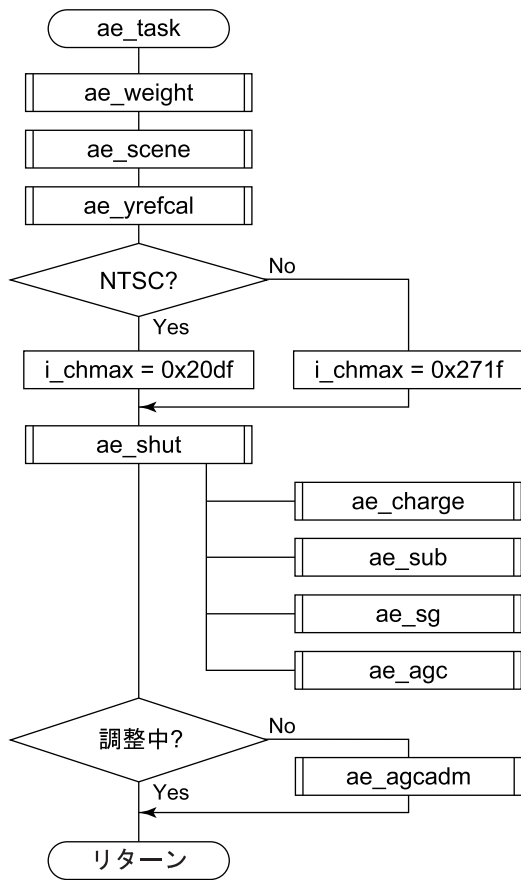 ae_task
ae_weight
ae_scene
ae_yrefcal
NTSC?
No
Yes
i_chmax = 0x20df
i_chmax = 0x271f
ae_shut
ae_charge
ae_sub
ae_sg
ae_agc
調整中?
No
ae_agcadm
Yes
リターン